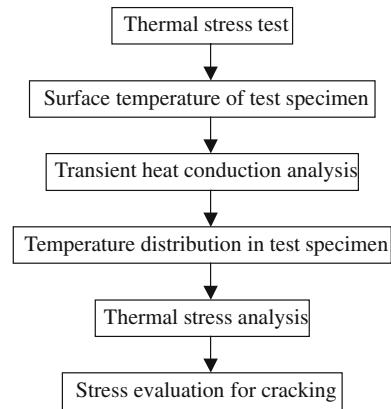 Thermal stress test
Surface temperature of test specimen
Transient heat conduction analysis
Temperature distribution in test specimen
Thermal stress analysis
Stress evaluation for cracking